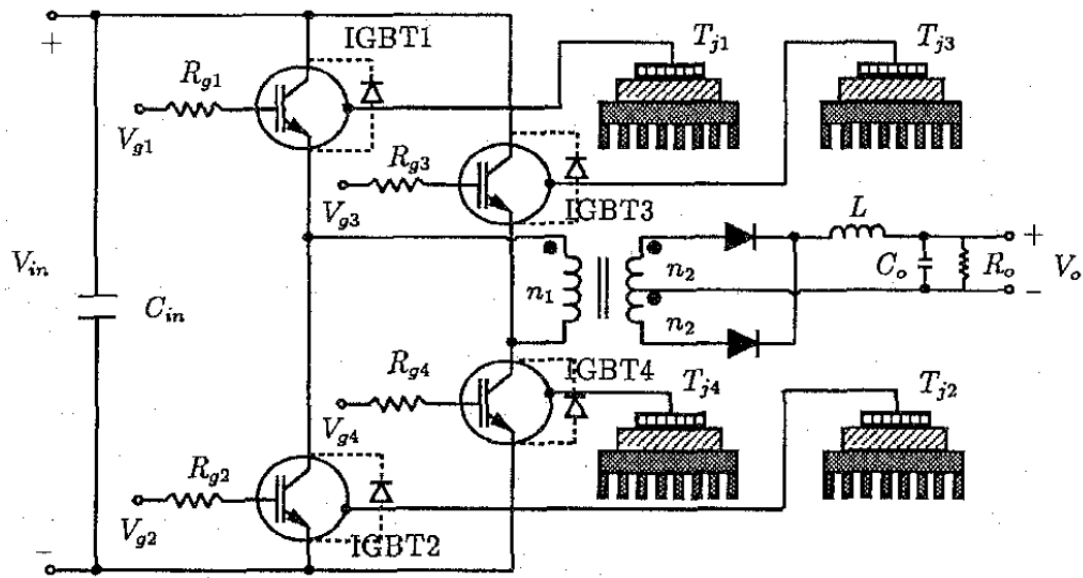 +
IGBT1
T_{j1}
T_{j3}
R_{g1}
V_{g1}
R_{g3}
V_{g3}
IGBT3
L
+
V_{in}
C_{in}
n_1
n_2
n_2
C_o
R_o
V_o
−
R_{g4}
V_{g4}
IGBT4
T_{j4}
T_{j2}
R_{g2}
V_{g2}
IGBT2
−